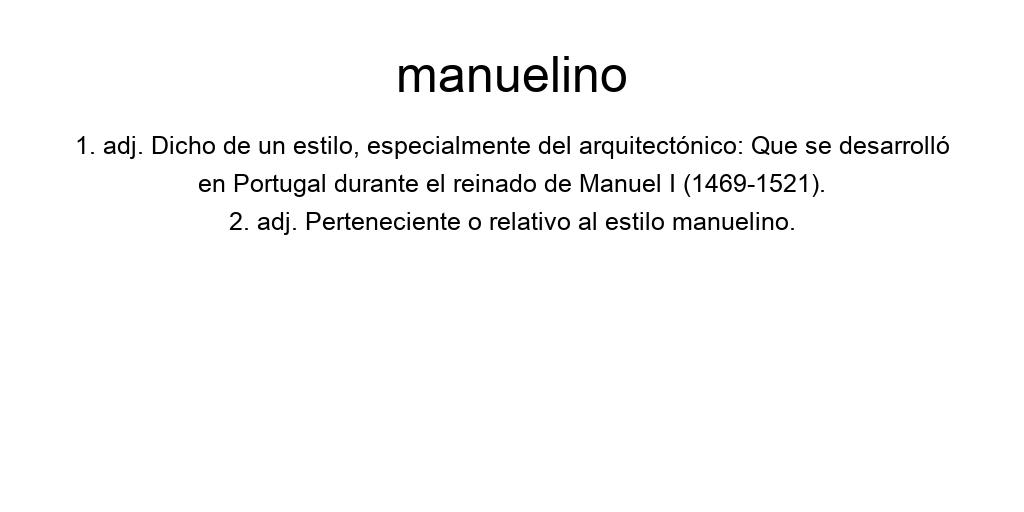 manuelino
1. adj. Dicho de un estilo, especialmente del arquitectónico: Que se desarrolló
en Portugal durante el reinado de Manuel I (1469-1521).
2. adj. Perteneciente o relativo al estilo manuelino.